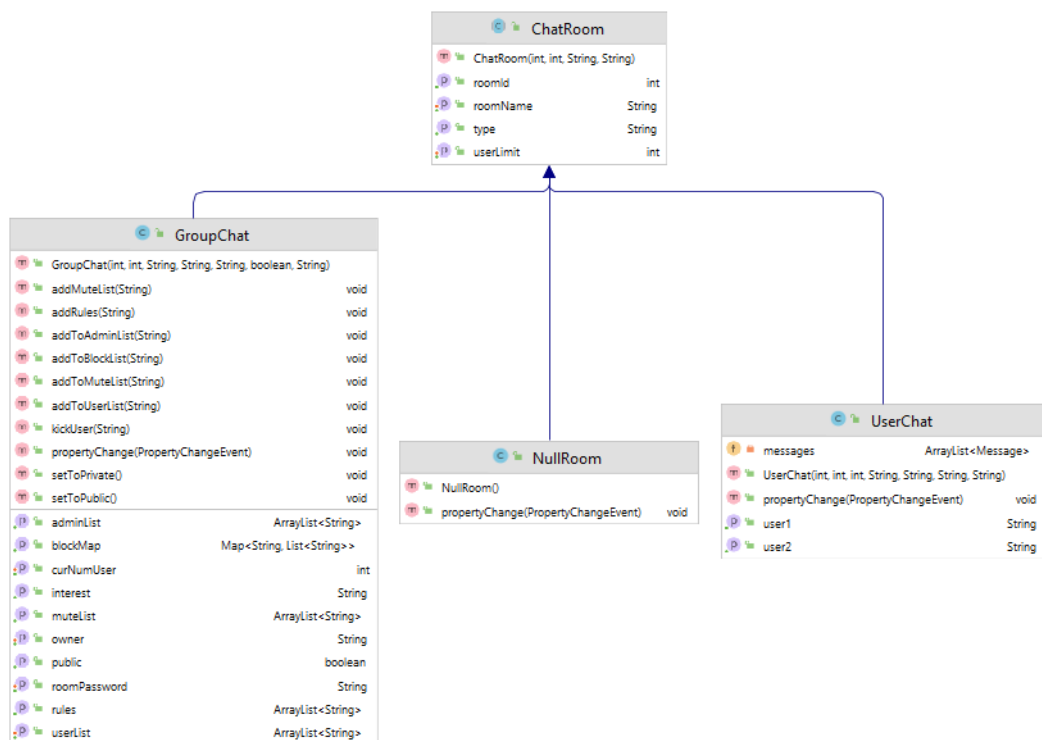 ChatRoom
ChatRoom(int, int, String, String)
roomId int
roomName String
type String
userLimit int
GroupChat
GroupChat(int, int, String, String, String, boolean, String)
addMuteList(String) void
addRules(String) void
addToAdminList(String) void
addToBlockList(String) void
addToMuteList(String) void
addToUserList(String) void
kickUser(String) void
propertyChange(PropertyChangeEvent) void
setToPrivate() void
setToPublic() void
adminList ArrayList<String>
blockMap Map<String, List<String>>
curNumUser int
interest String
muteList ArrayList<String>
owner String
public boolean
roomPassword String
rules ArrayList<String>
userList ArrayList<String>
NullRoom
NullRoom()
propertyChange(PropertyChangeEvent) void
UserChat
messages ArrayList<Message>
UserChat(int, int, int, String, String, String, String)
propertyChange(PropertyChangeEvent) void
user1 String
user2 String